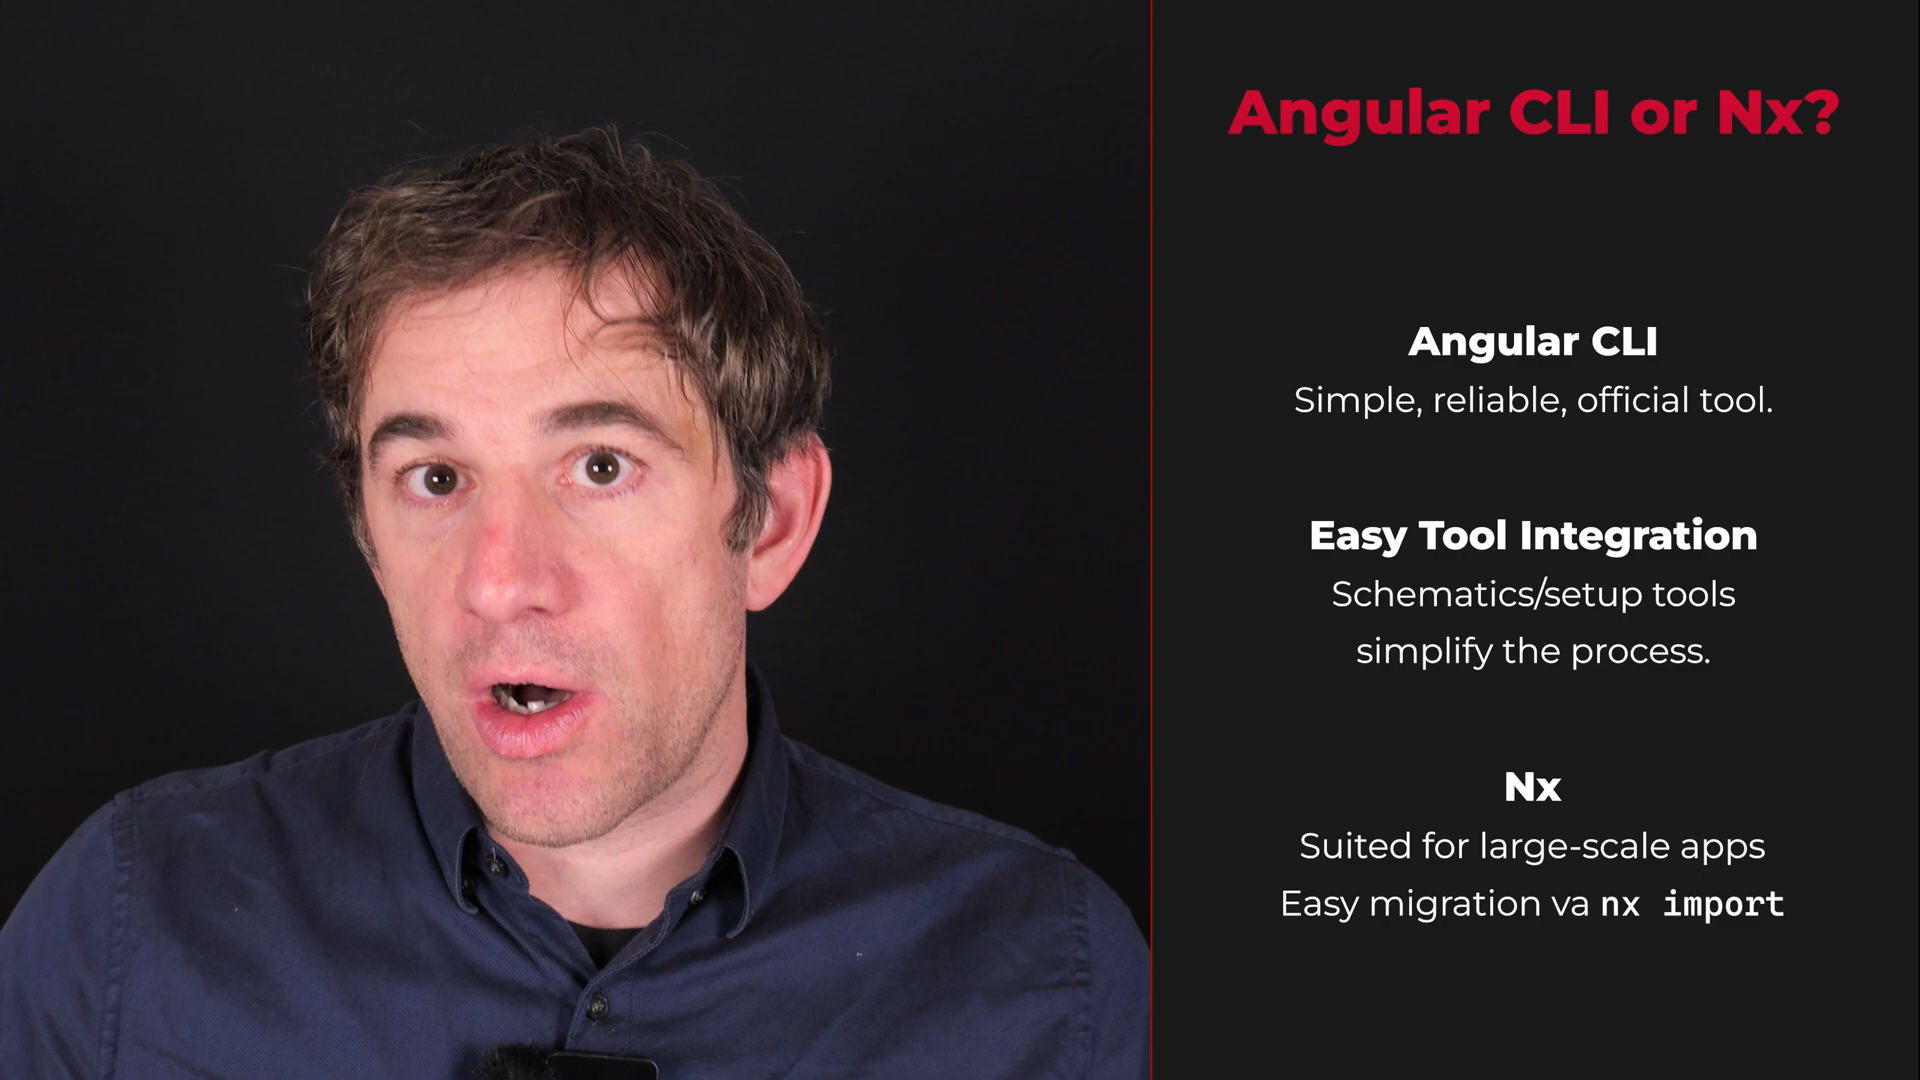 Angular CLI or Nx?
Angular CLI
Simple, reliable, official tool.
Easy Tool Integration
Schematics/setup tools
simplify the process.
Nx
Suited for large-scale apps
Easy migration va nx import